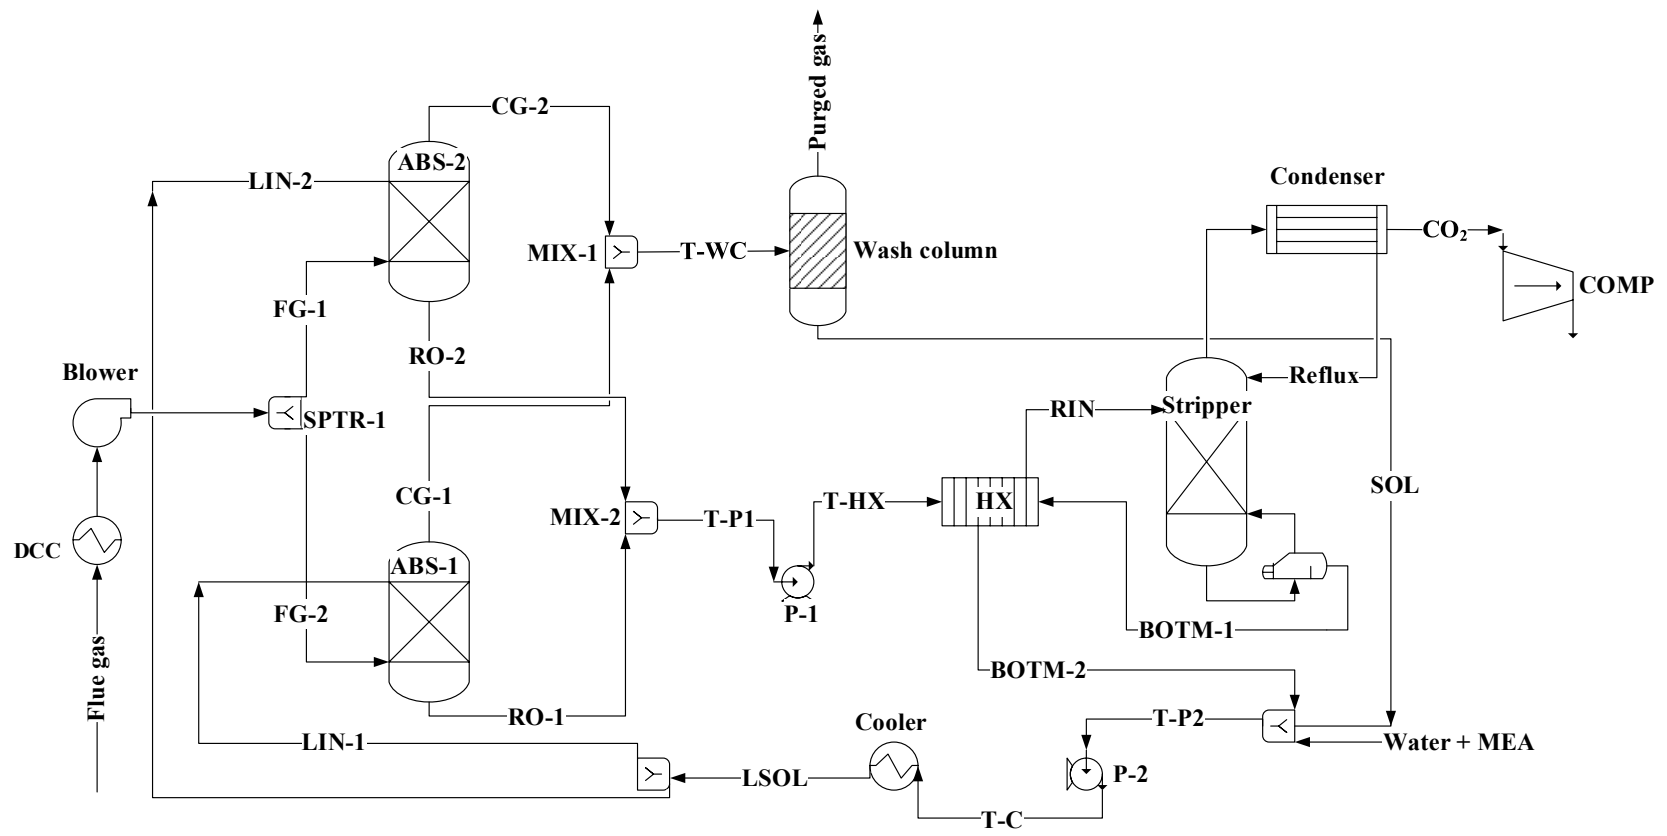 Purged gas
CG-2
ABS-2
LIN-2
Condenser
CO₂
MIX-1
T-WC
Wash column
COMP
FG-1
RO-2
Blower
Reflux
SPTR-1
RIN
Stripper
CG-1
SOL
MIX-2
T-P1
T-HX
HX
DCC
ABS-1
FG-2
P-1
BOTM-1
Flue gas
BOTM-2
RO-1
Cooler
T-P2
LIN-1
Water + MEA
LSOL
P-2
T-C